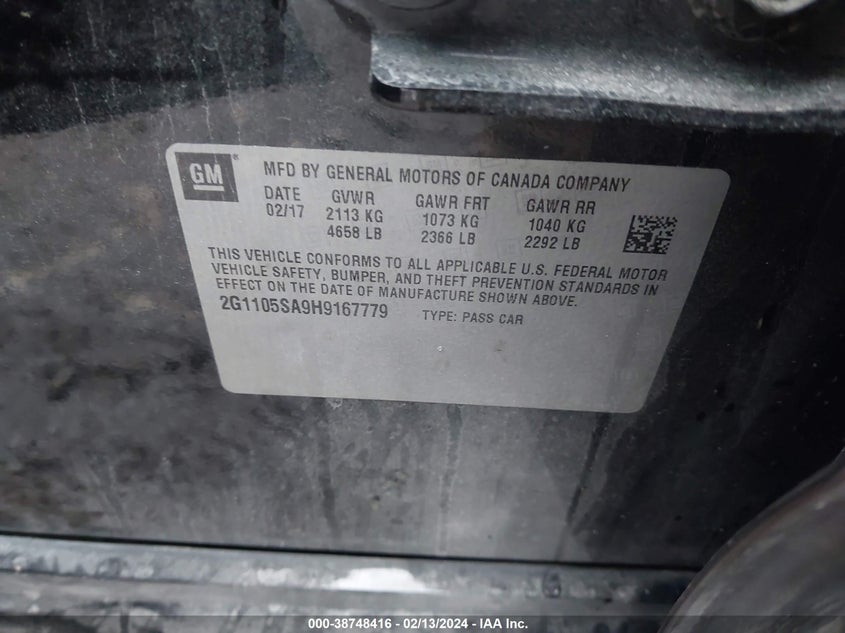 GM ®
MFD BY GENERAL MOTORS OF CANADA COMPANY
DATE GVWR GAWR FRT GAWR RR
02/17 2113 KG 1073 KG 1040 KG
4658 LB 2366 LB 2292 LB
THIS VEHICLE CONFORMS TO ALL APPLICABLE U.S. FEDERAL MOTOR
VEHICLE SAFETY, BUMPER, AND THEFT PREVENTION STANDARDS IN
EFFECT ON THE DATE OF MANUFACTURE SHOWN ABOVE.
2G1105SA9H9167779 TYPE: PASS CAR
000-38748416 - 02/13/2024 - IAA Inc.